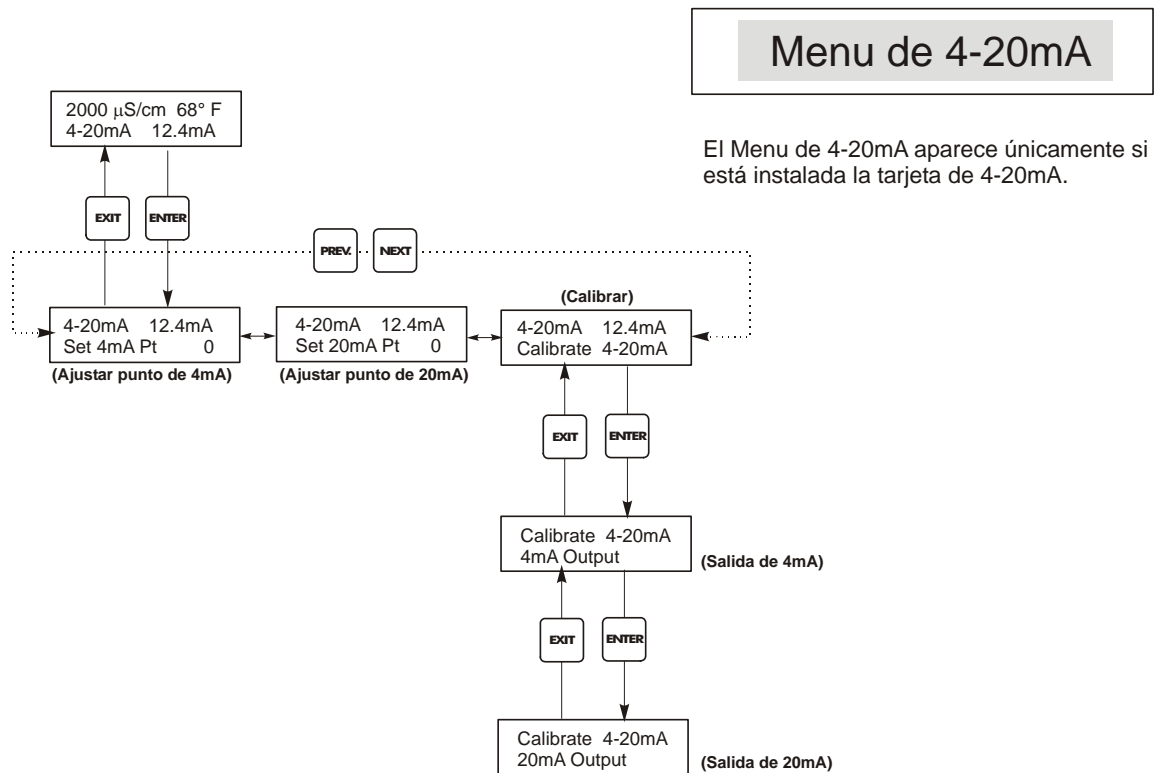 Menu de 4-20mA
El Menu de 4-20mA aparece únicamente si
está instalada la tarjeta de 4-20mA.
2000 µS/cm 68° F
4-20mA 12.4mA
EXIT
ENTER
PREV.
NEXT
4-20mA 12.4mA
Set 4mA Pt 0
(Ajustar punto de 4mA)
4-20mA 12.4mA
Set 20mA Pt 0
(Ajustar punto de 20mA)
(Calibrar)
4-20mA 12.4mA
Calibrate 4-20mA
EXIT
ENTER
Calibrate 4-20mA
4mA Output
(Salida de 4mA)
EXIT
ENTER
Calibrate 4-20mA
20mA Output
(Salida de 20mA)